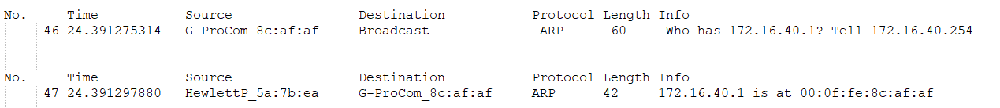 No. Time Source Destination Protocol Length Info
46 24.391275314 G-ProCom_8c:af:af Broadcast ARP 60 Who has 172.16.40.1? Tell 172.16.40.254
No. Time Source Destination Protocol Length Info
47 24.391297880 HewlettP_5a:7b:ea G-ProCom_8c:af:af ARP 42 172.16.40.1 is at 00:0f:fe:8c:af:af